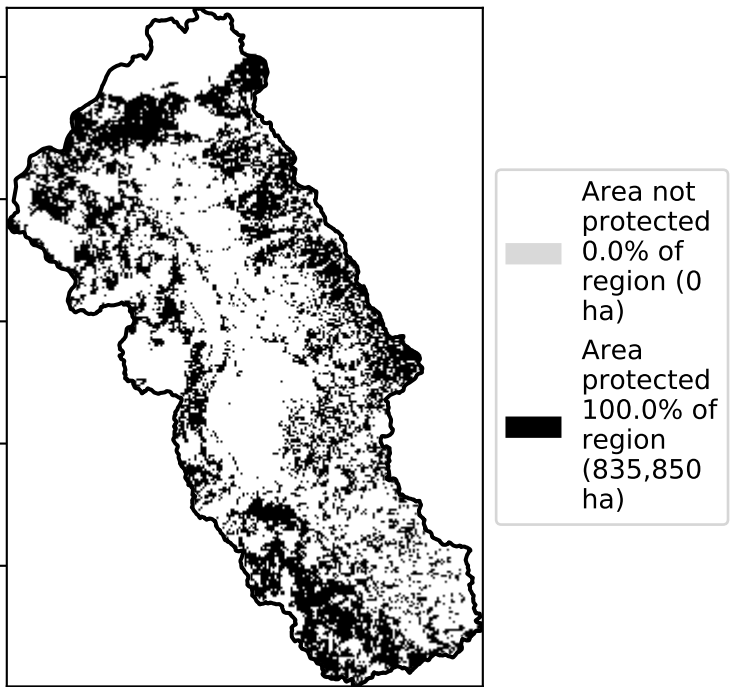 Area not
protected
0.0% of
region (0
ha)
Area
protected
100.0% of
region
(835,850
ha)